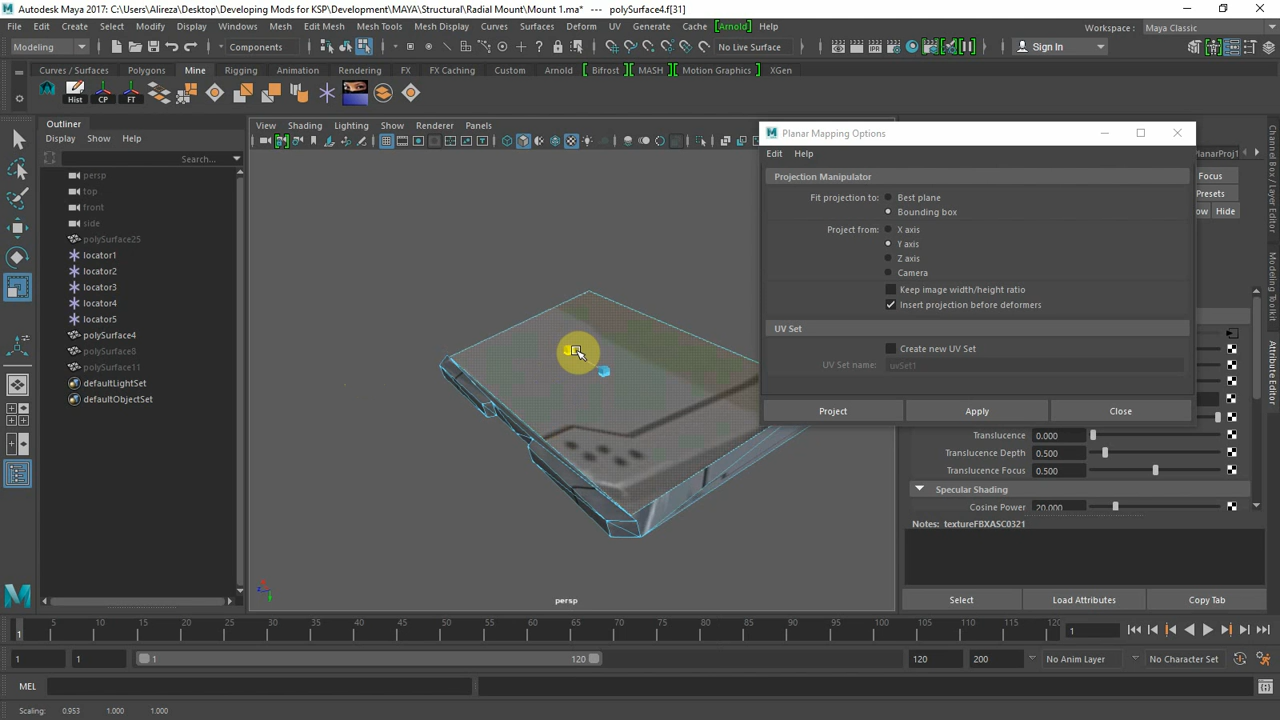 Autodesk Maya 2017: C:\Users\Alireza\Desktop\Developing Mods for KSP\Development\MAYA\Structural\Radial Mount\Mount 1.ma* --- polySurface4.f[31]
File Edit Create Select Modify Display Windows Mesh Edit Mesh Mesh Tools Mesh Display Curves Surfaces Deform UV Generate Cache [Arnold] Help
Workspace : Maya Classic
Modeling Components No Live Surface Sign In
Curves / Surfaces Polygons Mine Rigging Animation Rendering FX FX Caching Custom Arnold Bifrost MASH Motion Graphics XGen
Hist CP FT
Outliner
Display Show Help
Search...
persp
top
front
side
polySurface25
locator1
locator2
locator3
locator4
locator5
polySurface4
polySurface8
polySurface11
defaultLightSet
defaultObjectSet
View Shading Lighting Show Renderer Panels
persp
Planar Mapping Options
Edit Help
Projection Manipulator
Fit projection to: Best plane
Bounding box
Project from: X axis
Y axis
Z axis
Camera
Keep image width/height ratio
Insert projection before deformers
UV Set
Create new UV Set
UV Set name: uvSet1
Project Apply Close
Focus
Presets
Hide
Channel Box / Layer Editor
Modeling Toolkit
Attribute Editor
Translucence 0.000
Translucence Depth 0.500
Translucence Focus 0.500
Specular Shading
Cosine Power 20.000
Notes: textureFBXASC0321
Select Load Attributes Copy Tab
5 10 15 20 25 30 35 40 45 50 55 60 65 70 75 80 85 90 95 100 105 110 115 120
1 1
1 1 1 120 120 200 No Anim Layer No Character Set
MEL
Scaling: 0.953 1.000 1.000